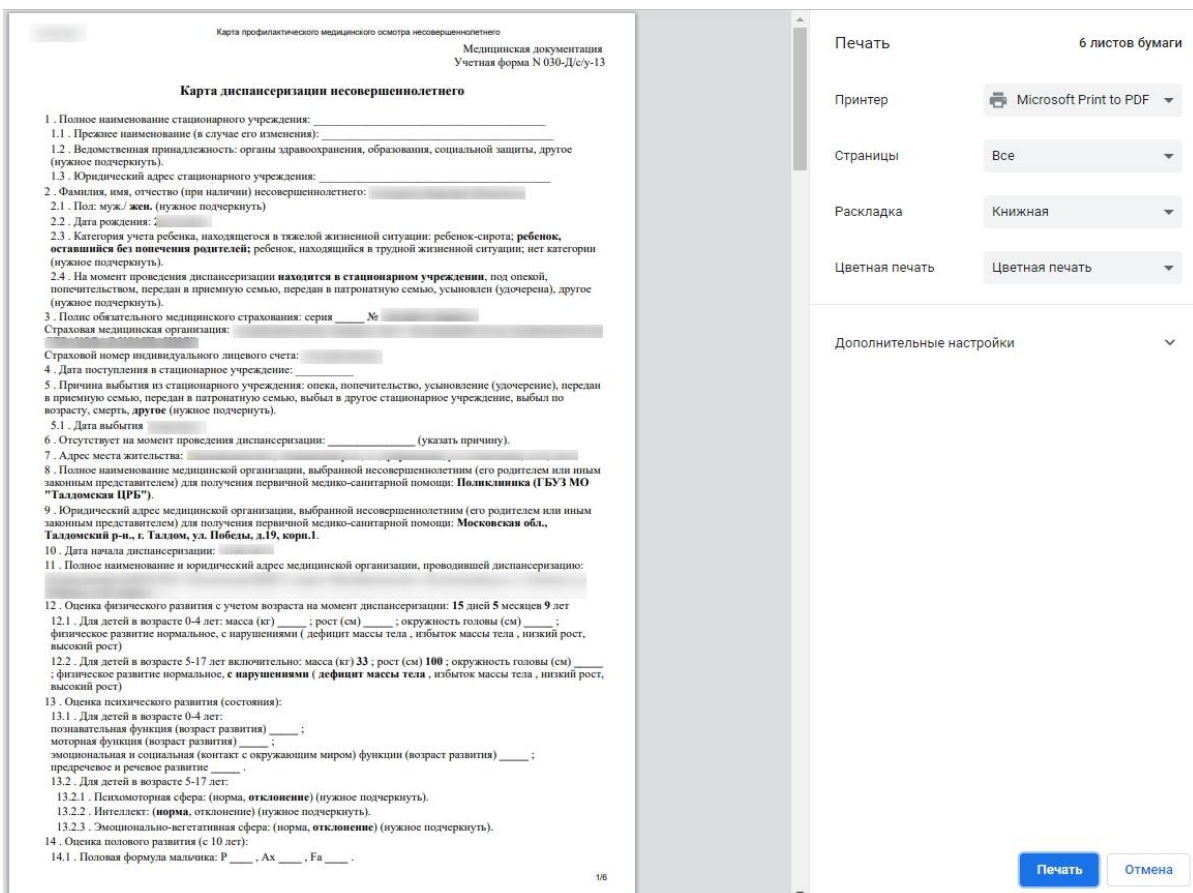 Карта профилактического медицинского осмотра несовершеннолетнего
Медицинская документация
Учетная форма N 030-Д/с/у-13
Карта диспансеризации несовершеннолетнего
1 . Полное наименование стационарного учреждения: ____________
1.1 . Прежнее наименование (в случае его изменения): ____________
1.2 . Ведомственная принадлежность: органы здравоохранения, образования, социальной защиты, другое
(нужное подчеркнуть).
1.3 . Юридический адрес стационарного учреждения: ____________
2 . Фамилия, имя, отчество (при наличии) несовершеннолетнего:
2.1 . Пол: муж./ жен. (нужное подчеркнуть)
2.2 . Дата рождения: 2
2.3 . Категория учета ребенка, находящегося в тяжелой жизненной ситуации: ребенок-сирота; ребенок,
оставшийся без попечения родителей; ребенок, находящийся в трудной жизненной ситуации; нет категории
(нужное подчеркнуть).
2.4 . На момент проведения диспансеризации находится в стационарном учреждении, под опекой,
попечительством, передан в приемную семью, передан в патронатную семью, усыновлен (удочерена), другое
(нужное подчеркнуть).
3 . Полис обязательного медицинского страхования: серия _____ №
Страховая медицинская организация:
Страховой номер индивидуального лицевого счета:
4 . Дата поступления в стационарное учреждение: __________
5 . Причина выбытия из стационарного учреждения: опека, попечительство, усыновление (удочерение), передан
в приемную семью, передан в патронатную семью, выбыл в другое стационарное учреждение, выбыл по
возрасту, смерть, другое (нужное подчернуть).
5.1 . Дата выбытия
6 . Отсутствует на момент проведения диспансеризации: _______________ (указать причину).
7 . Адрес места жительства:
8 . Полное наименование медицинской организации, выбранной несовершеннолетним (его родителем или иным
законным представителем) для получения первичной медико-санитарной помощи: Поликлиника (ГБУЗ МО
"Талдомская ЦРБ").
9 . Юридический адрес медицинской организации, выбранной несовершеннолетним (его родителем или иным
законным представителем) для получения первичной медико-санитарной помощи: Московская обл.,
Талдомский р-н., г. Талдом, ул. Победы, д.19, корп.1.
10 . Дата начала диспансеризации:
11 . Полное наименование и юридический адрес медицинской организации, проводившей диспансеризацию:
12 . Оценка физического развития с учетом возраста на момент диспансеризации: 15 дней 5 месяцев 9 лет
12.1 . Для детей в возрасте 0-4 лет: масса (кг) _____ ; рост (см) _____ ; окружность головы (см) _____ ;
физическое развитие нормальное, с нарушениями ( дефицит массы тела , избыток массы тела , низкий рост,
высокий рост)
12.2 . Для детей в возрасте 5-17 лет включительно: масса (кг) 33 ; рост (см) 100 ; окружность головы (см) _____
; физическое развитие нормальное, с нарушениями ( дефицит массы тела , избыток массы тела , низкий рост,
высокий рост)
13 . Оценка психического развития (состояния):
13.1 . Для детей в возрасте 0-4 лет:
познавательная функция (возраст развития) _____ ;
моторная функция (возраст развития) _____ ;
эмоциональная и социальная (контакт с окружающим миром) функции (возраст развития) _____ ;
предречевое и речевое развитие _____ .
13.2 . Для детей в возрасте 5-17 лет:
13.2.1 . Психомоторная сфера: (норма, отклонение) (нужное подчеркнуть).
13.2.2 . Интеллект: (норма, отклонение) (нужное подчеркнуть).
13.2.3 . Эмоционально-вегетативная сфера: (норма, отклонение) (нужное подчеркнуть).
14 . Оценка полового развития (с 10 лет):
14.1 . Половая формула мальчика: P ____ , Ax ____ , Fa ____ .
1/6
Печать 6 листов бумаги
Принтер Microsoft Print to PDF
Страницы Все
Раскладка Книжная
Цветная печать Цветная печать
Дополнительные настройки
Печать Отмена